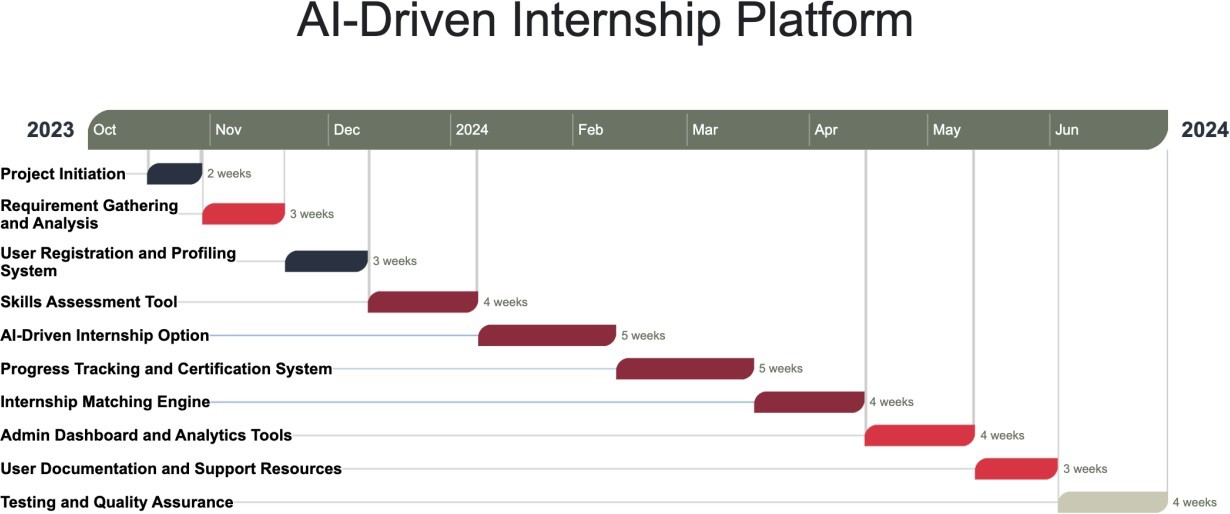 AI-Driven Internship Platform
2023 Oct Nov Dec 2024 Feb Mar Apr May Jun 2024
Project Initiation 2 weeks
Requirement Gathering
and Analysis 3 weeks
User Registration and Profiling
System 3 weeks
Skills Assessment Tool 4 weeks
AI-Driven Internship Option 5 weeks
Progress Tracking and Certification System 5 weeks
Internship Matching Engine 4 weeks
Admin Dashboard and Analytics Tools 4 weeks
User Documentation and Support Resources 3 weeks
Testing and Quality Assurance 4 weeks